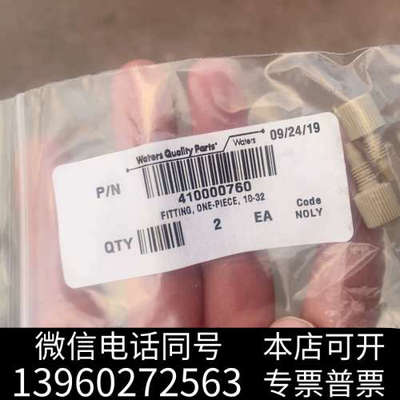 Waters Quality Parts
Waters
09/24/19
P/N
410000760
FITTING, ONE-PIECE, 10-32
QTY
2 EA
Code
NOLY
微信电话同号
13960272563
本店可开
专票普票